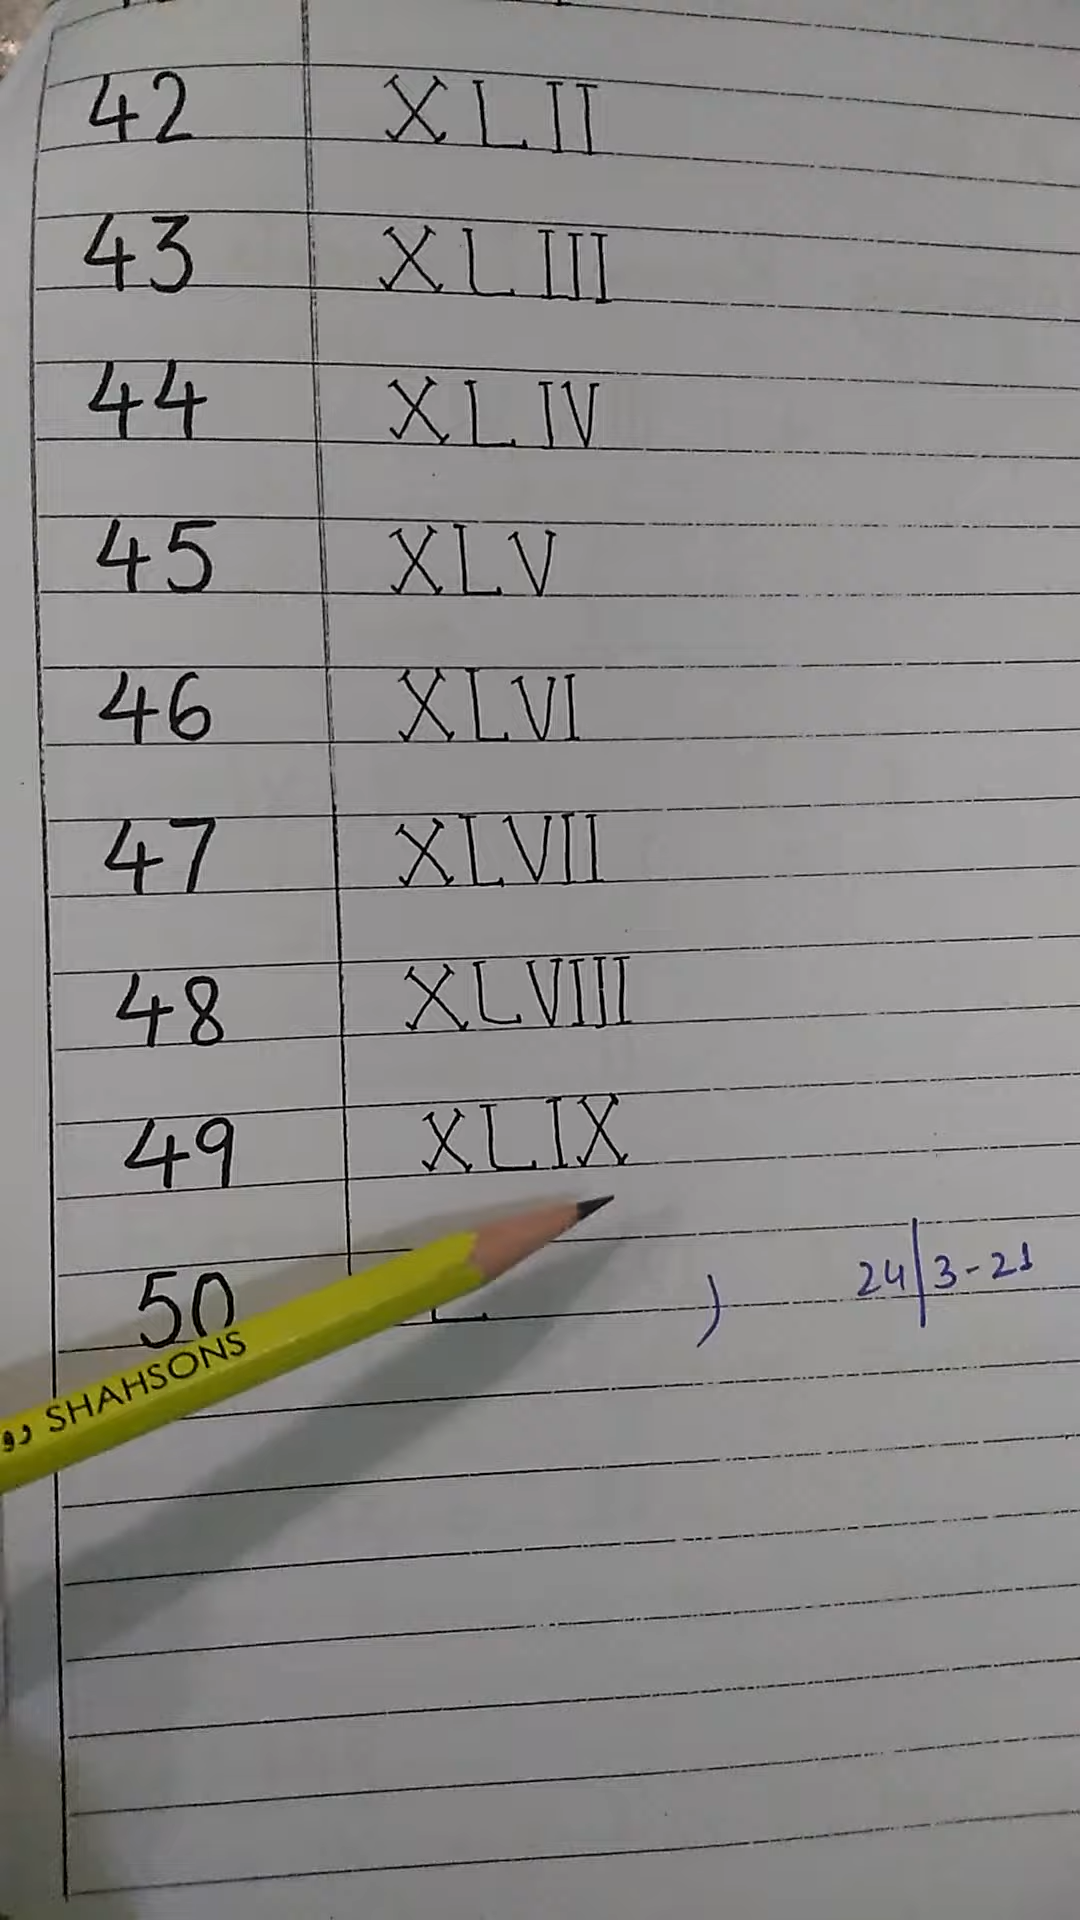 42 XLII
43 XLIII
44 XLIV
45 XLV
46 XLVI
47 XLVII
48 XLVIII
49 XLIX
50 L ) 24/3-21
SHAHSONS